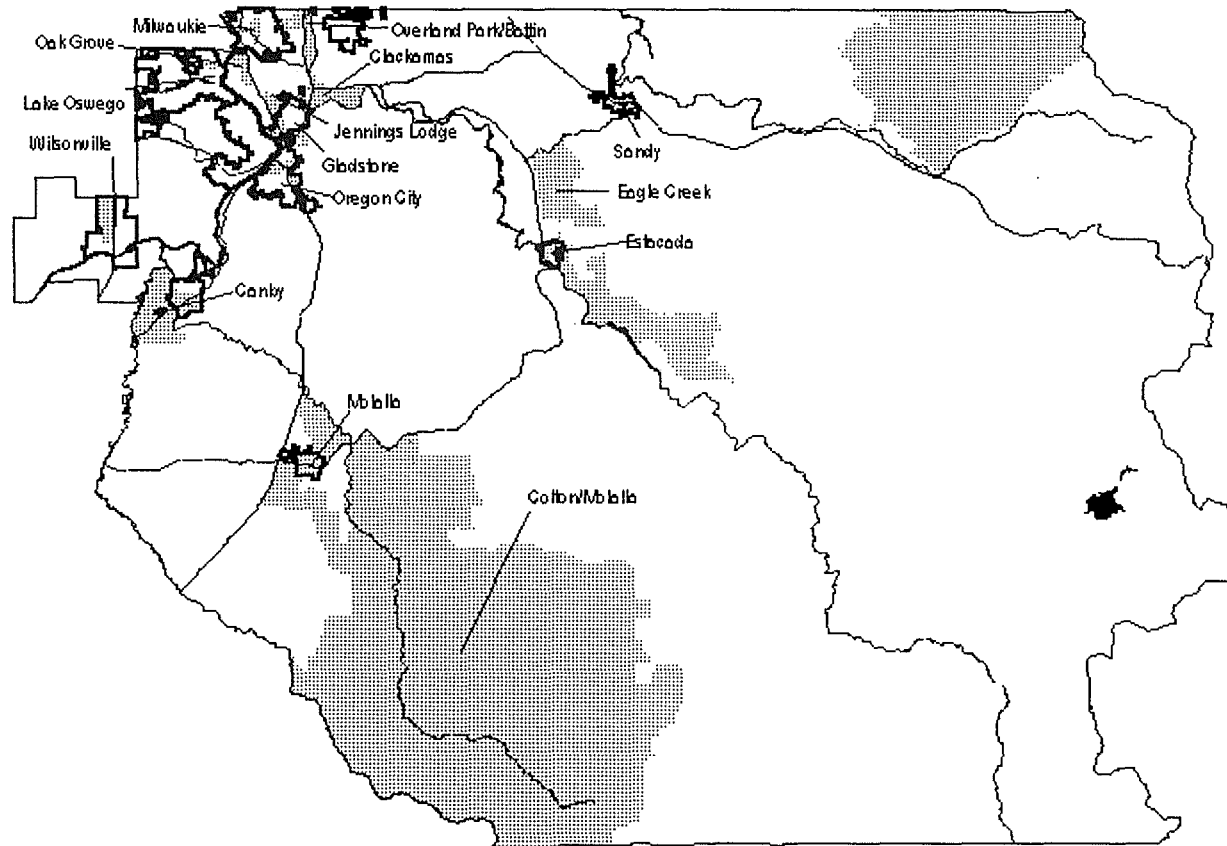 Milwaukie
Overland Park/Battin
Oak Grove
Clackamas
Lake Oswego
Jennings Lodge
Wilsonville
Sandy
Gladstone
Eagle Creek
Oregon City
Estacada
Canby
Molalla
Colton/Molalla